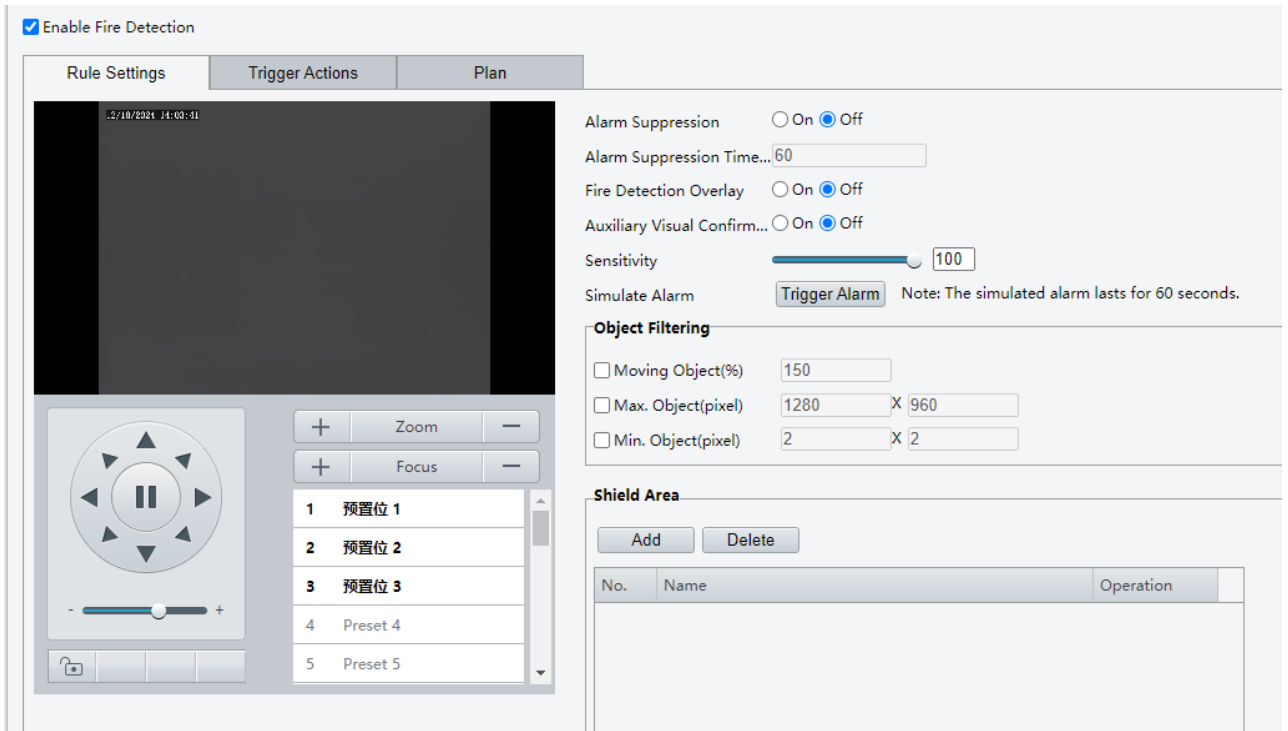 Enable Fire Detection
Rule Settings
Trigger Actions
Plan
14:03:41
Alarm Suppression On Off
Alarm Suppression Time... 60
Fire Detection Overlay On Off
Auxiliary Visual Confirm... On Off
Sensitivity 100
Simulate Alarm Trigger Alarm Note: The simulated alarm lasts for 60 seconds.
Object Filtering
Moving Object(%) 150
Max. Object(pixel) 1280 X 960
Min. Object(pixel) 2 X 2
+ Zoom —
+ Focus —
1 预置位 1
2 预置位 2
3 预置位 3
4 Preset 4
5 Preset 5
- +
Shield Area
Add Delete
No. Name Operation